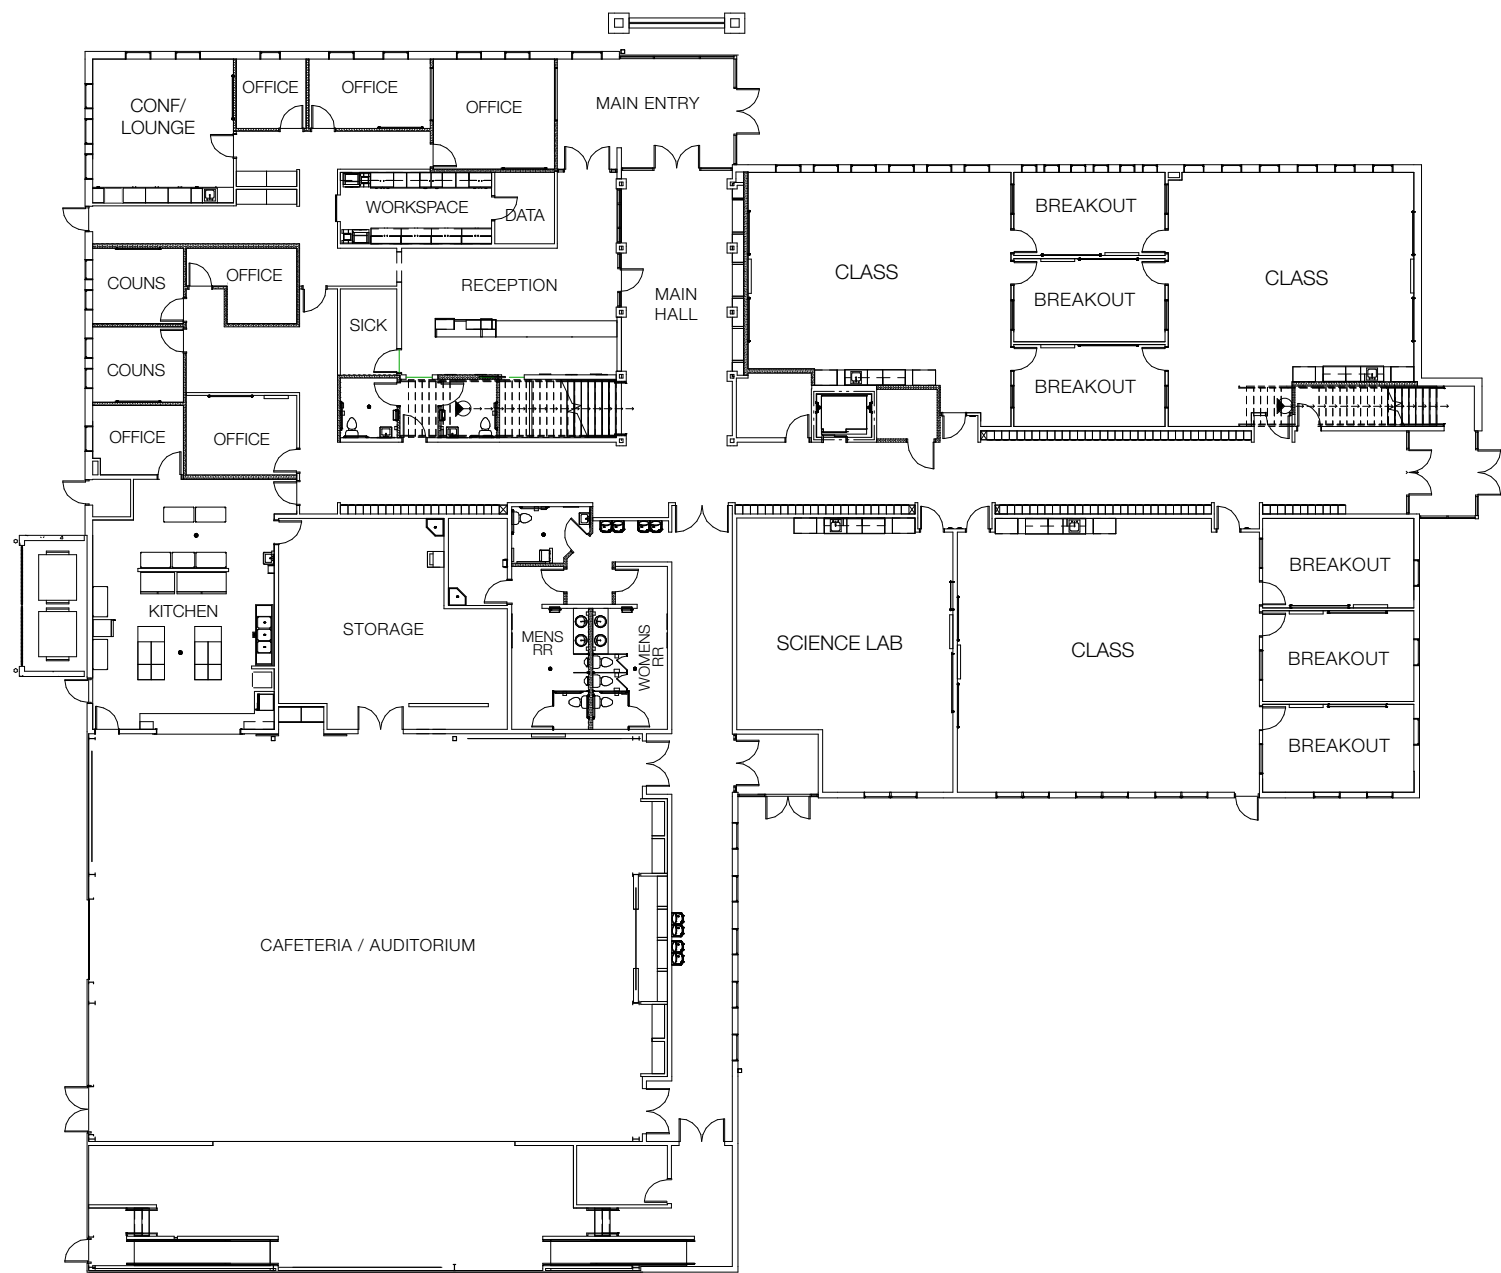 OFFICE
OFFICE
CONF/
LOUNGE
OFFICE
MAIN ENTRY
WORKSPACE
DATA
BREAKOUT
COUNS
OFFICE
RECEPTION
MAIN
HALL
CLASS
BREAKOUT
CLASS
SICK
COUNS
BREAKOUT
OFFICE
OFFICE
KITCHEN
STORAGE
MENS
RR
WOMENS
RR
SCIENCE LAB
CLASS
BREAKOUT
BREAKOUT
BREAKOUT
CAFETERIA / AUDITORIUM